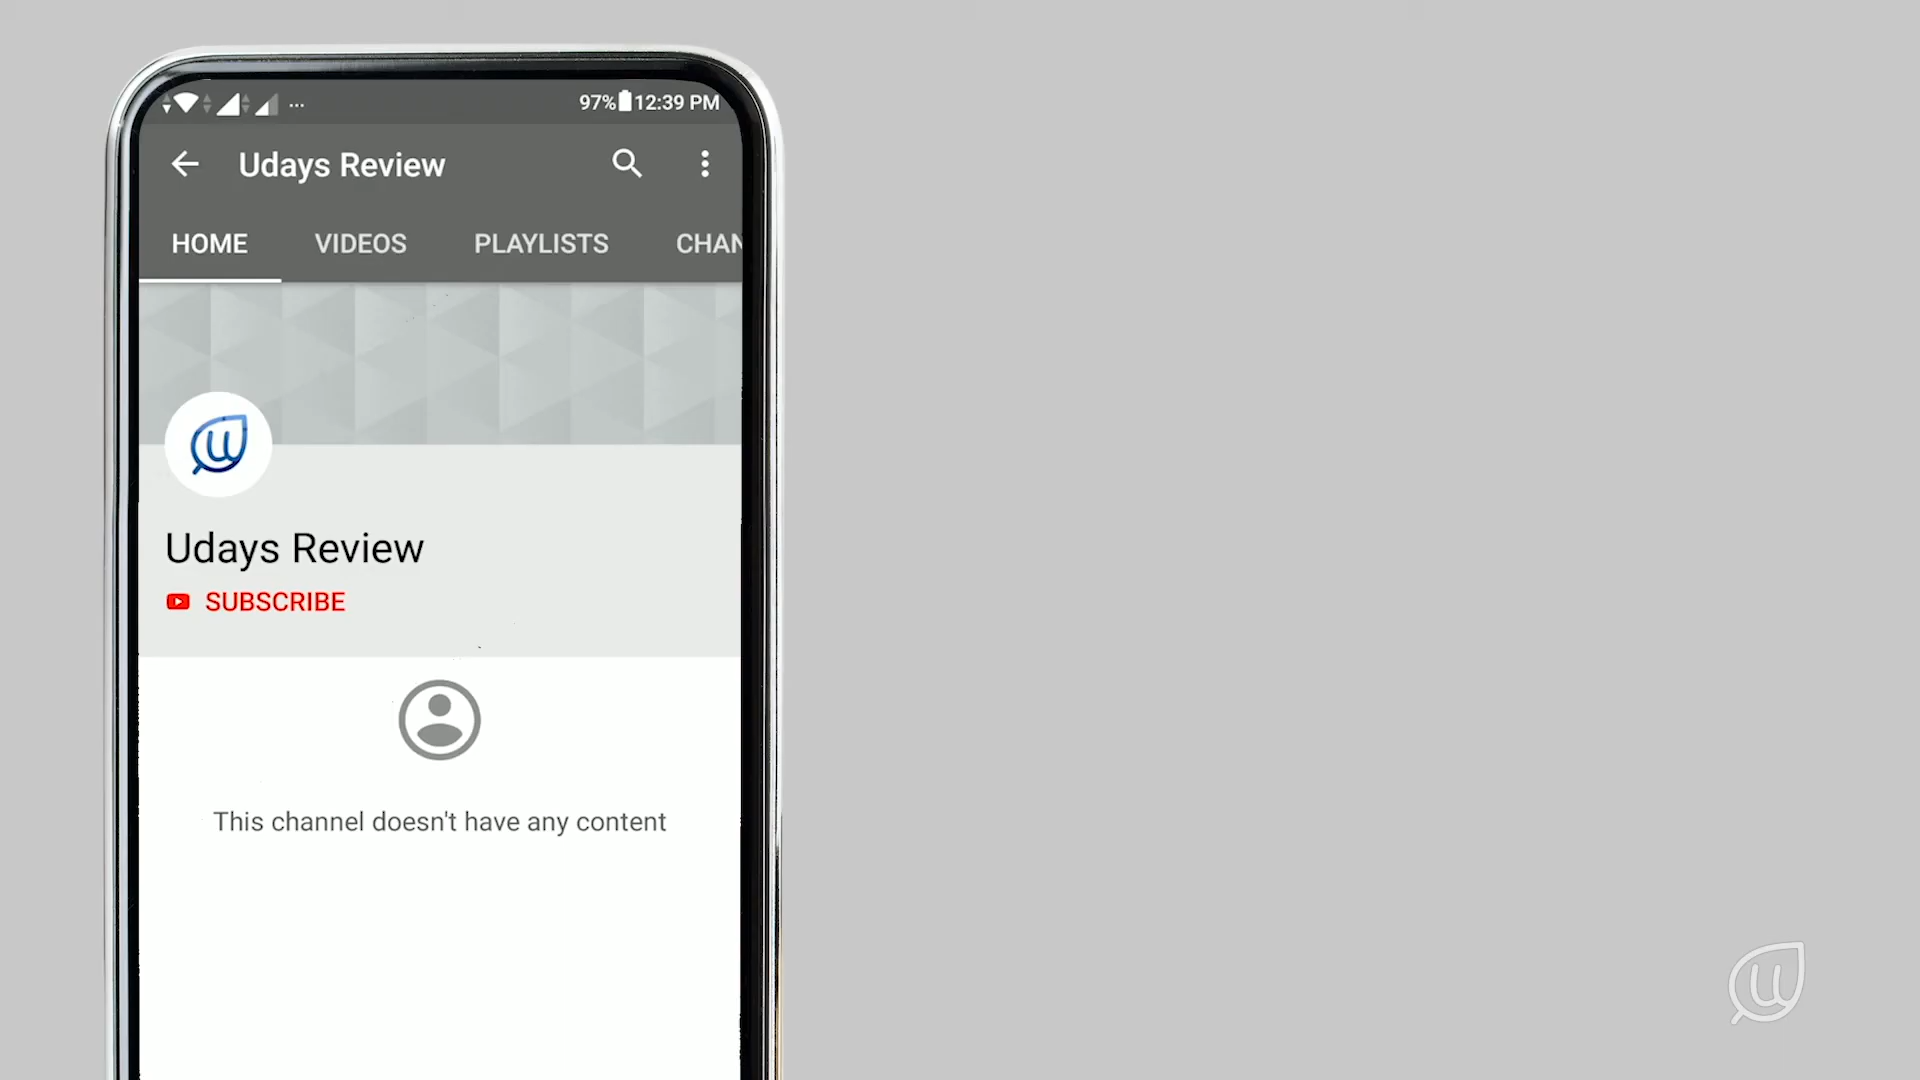 97% 12:39 PM
Udays Review
HOME VIDEOS PLAYLISTS CHAN
Udays Review
SUBSCRIBE
This channel doesn't have any content